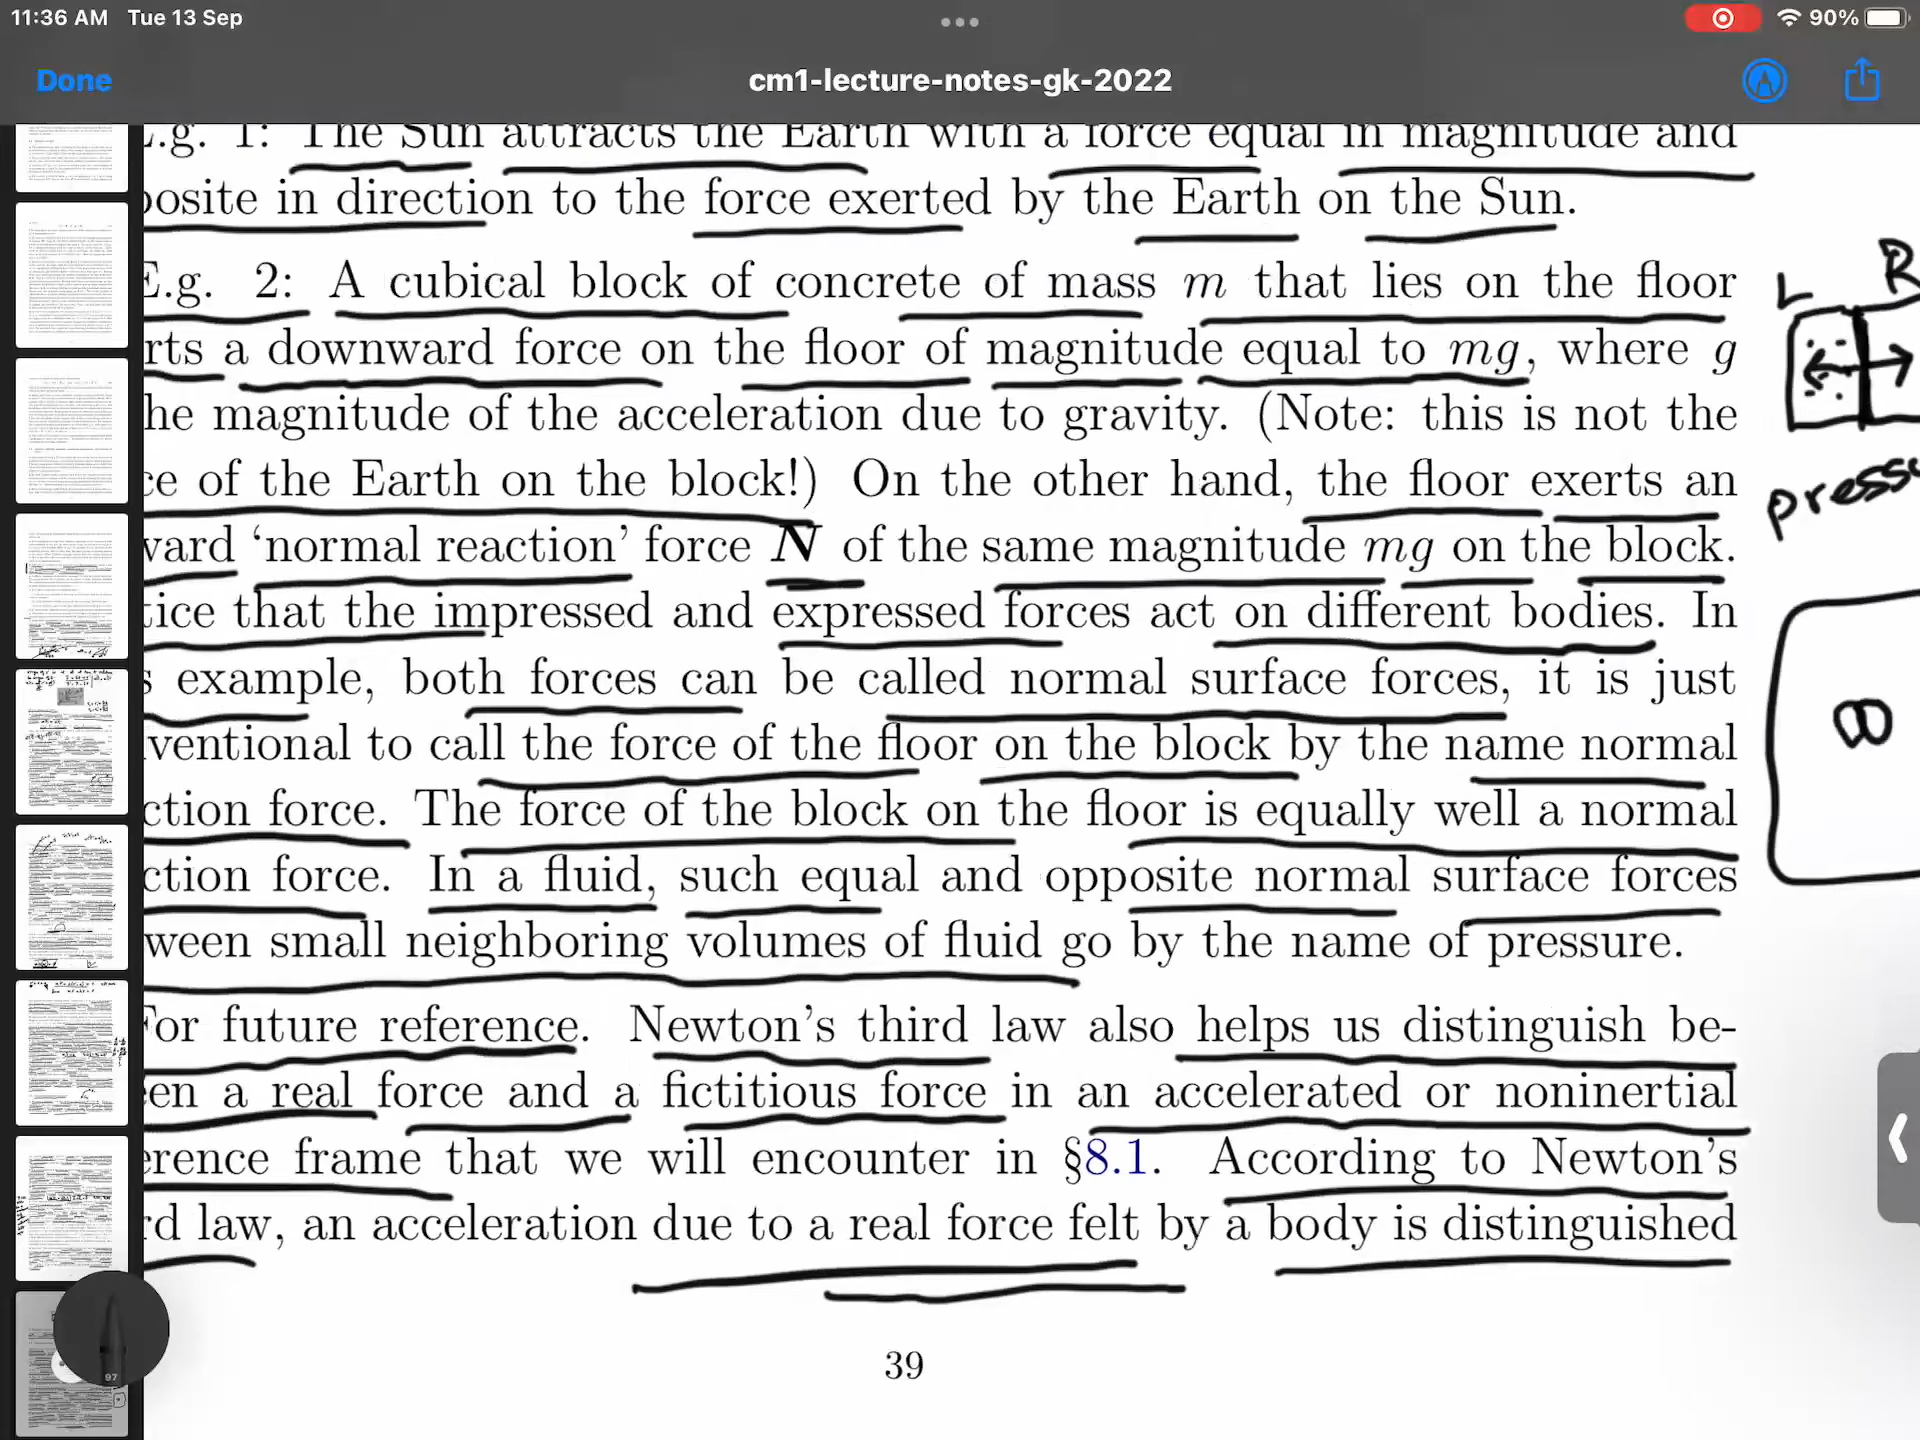 11:36 AM Tue 13 Sep
90%
Done
cm1-lecture-notes-gk-2022
.g. 1: The Sun attracts the Earth with a force equal in magnitude and
posite in direction to the force exerted by the Earth on the Sun.
E.g. 2: A cubical block of concrete of mass m that lies on the floor
rts a downward force on the floor of magnitude equal to mg, where g
he magnitude of the acceleration due to gravity. (Note: this is not the
ce of the Earth on the block!) On the other hand, the floor exerts an
ward ‘normal reaction’ force N of the same magnitude mg on the block.
tice that the impressed and expressed forces act on different bodies. In
s example, both forces can be called normal surface forces, it is just
ventional to call the force of the floor on the block by the name normal
ction force. The force of the block on the floor is equally well a normal
ction force. In a fluid, such equal and opposite normal surface forces
ween small neighboring volumes of fluid go by the name of pressure.
For future reference. Newton’s third law also helps us distinguish be-
en a real force and a fictitious force in an accelerated or noninertial
erence frame that we will encounter in §8.1. According to Newton’s
rd law, an acceleration due to a real force felt by a body is distinguished
39
L R
press
97